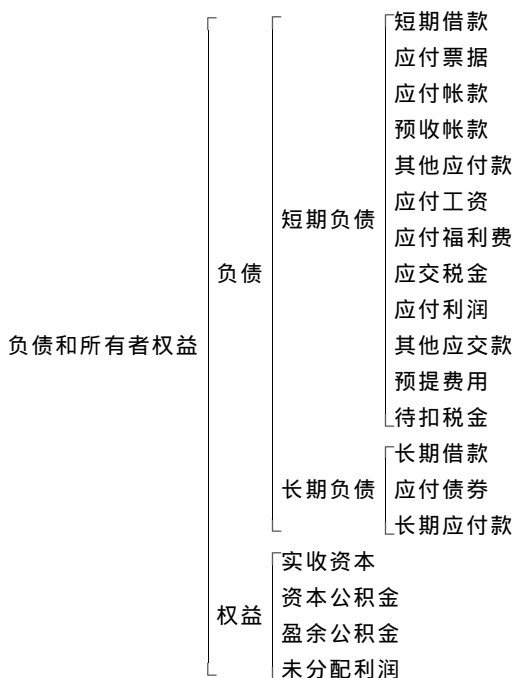 负债和所有者权益
负债
短期负债
短期借款
应付票据
应付帐款
预收帐款
其他应付款
应付工资
应付福利费
应交税金
应付利润
其他应交款
预提费用
待扣税金
长期负债
长期借款
应付债券
长期应付款
权益
实收资本
资本公积金
盈余公积金
未分配利润